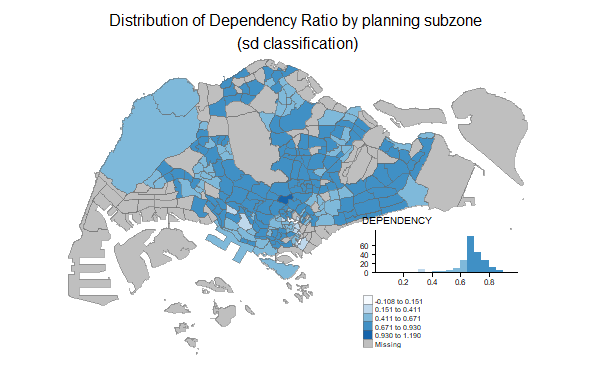 Distribution of Dependency Ratio by planning subzone
(sd classification)
DEPENDENCY
60
40
20
0
0.2 0.4 0.6 0.8
-0.108 to 0.151
0.151 to 0.411
0.411 to 0.671
0.671 to 0.930
0.930 to 1.190
Missing